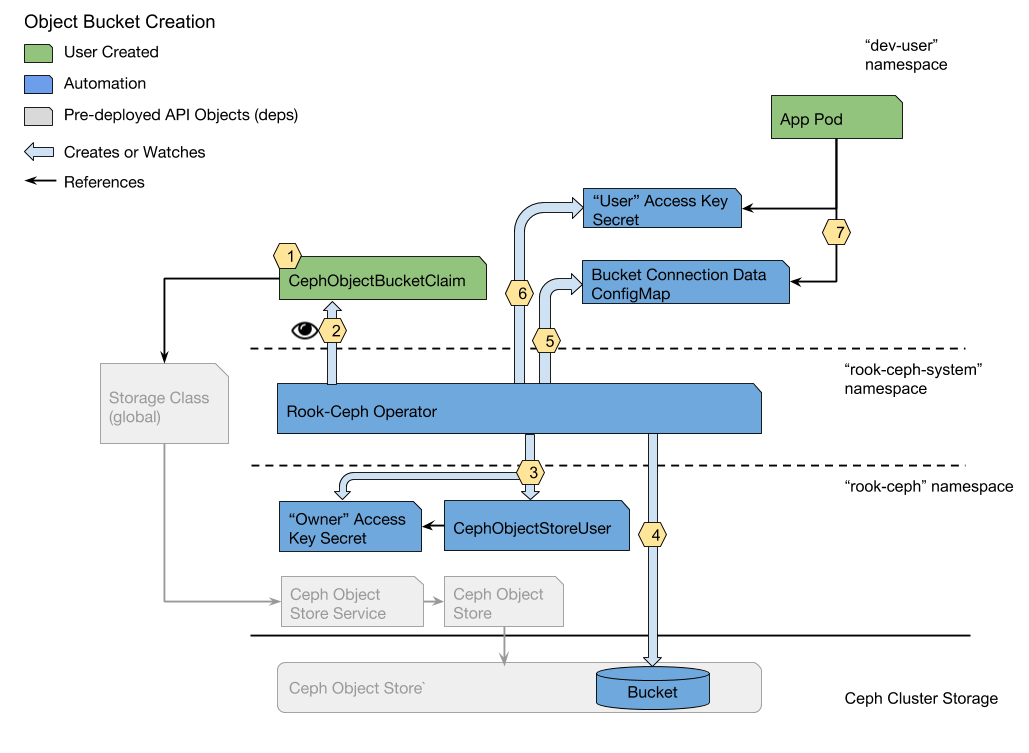 Object Bucket Creation
User Created
Automation
Pre-deployed API Objects (deps)
Creates or Watches
References
“dev-user”
namespace
App Pod
“User” Access Key
Secret
7
1
CephObjectBucketClaim
Bucket Connection Data
ConfigMap
6
2
5
“rook-ceph-system”
namespace
Storage Class
(global)
Rook-Ceph Operator
3
“rook-ceph” namespace
“Owner” Access
Key Secret
CephObjectStoreUser
4
Ceph Object
Store Service
Ceph Object
Store
Ceph Object Store`
Bucket
Ceph Cluster Storage